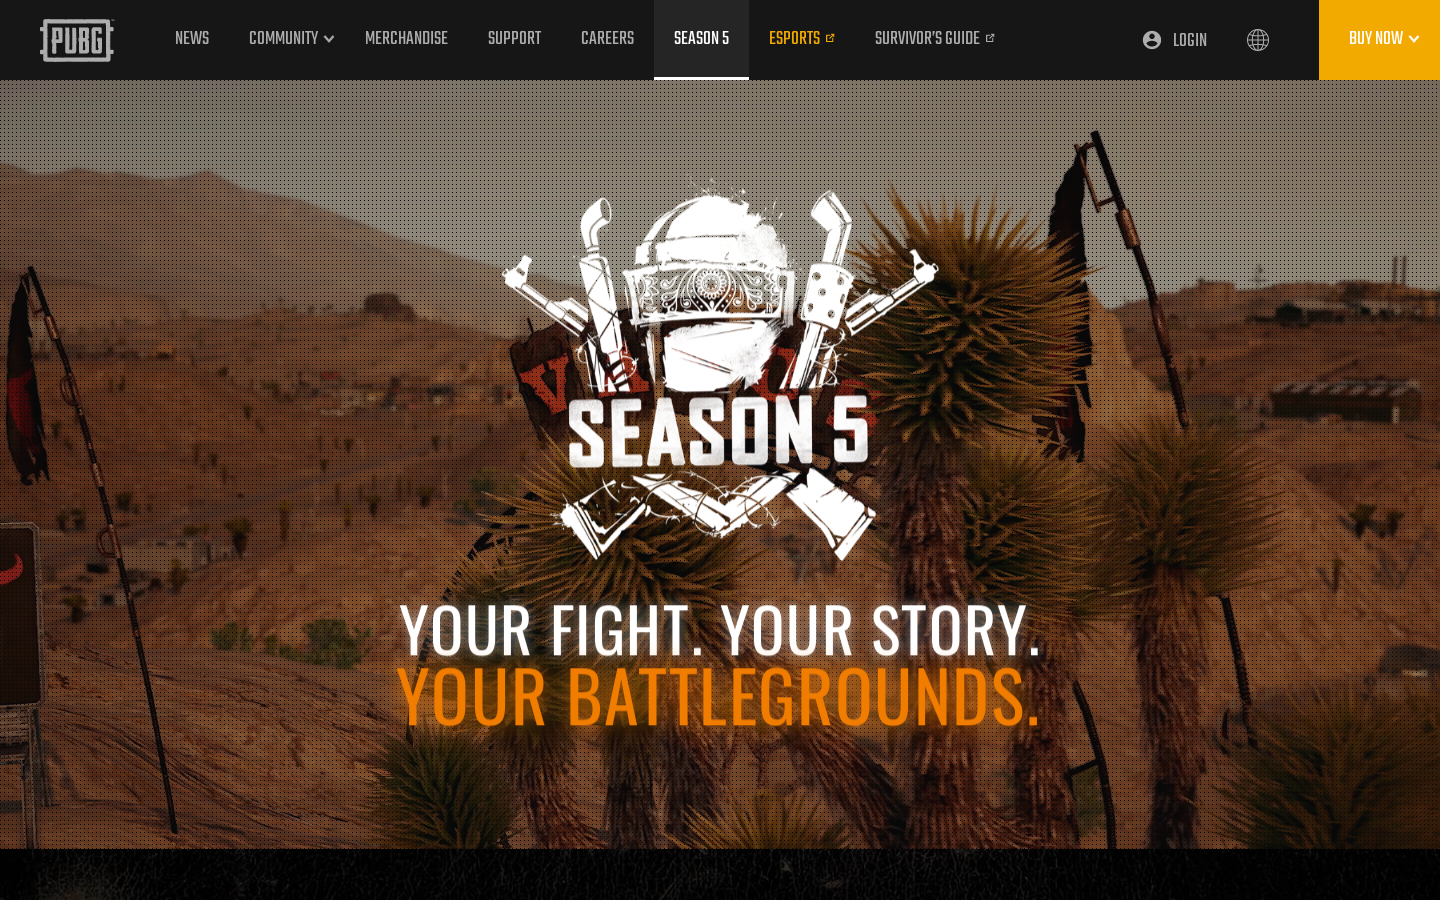 PUBG
NEWS
COMMUNITY
MERCHANDISE
SUPPORT
CAREERS
SEASON 5
ESPORTS
SURVIVOR'S GUIDE
LOGIN
BUY NOW
SEASON 5
YOUR FIGHT. YOUR STORY.
YOUR BATTLEGROUNDS.